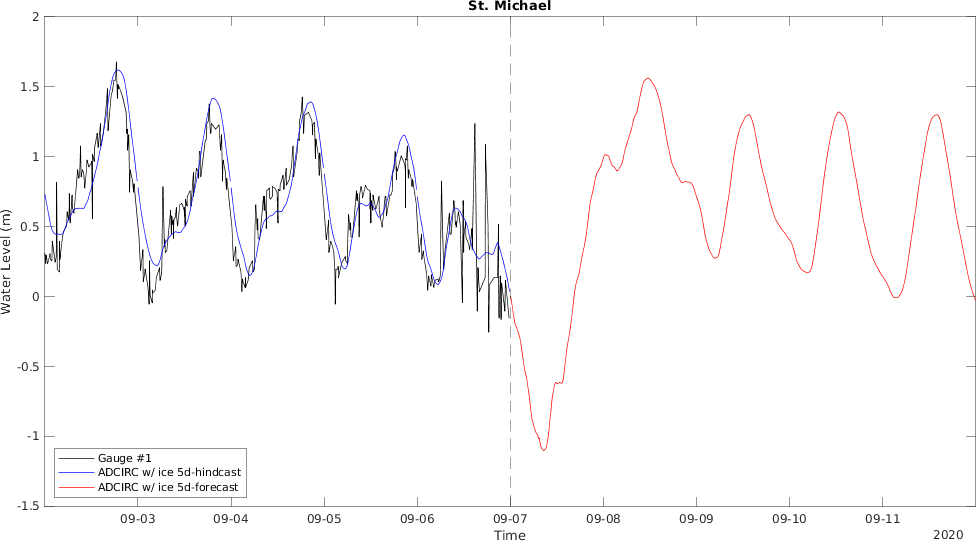 St. Michael
2
1.5
1
0.5
0
-0.5
-1
-1.5
Water Level (m)
Gauge #1
ADCIRC w/ ice 5d-hindcast
ADCIRC w/ ice 5d-forecast
09-03 09-04 09-05 09-06 09-07 09-08 09-09 09-10 09-11
Time
2020